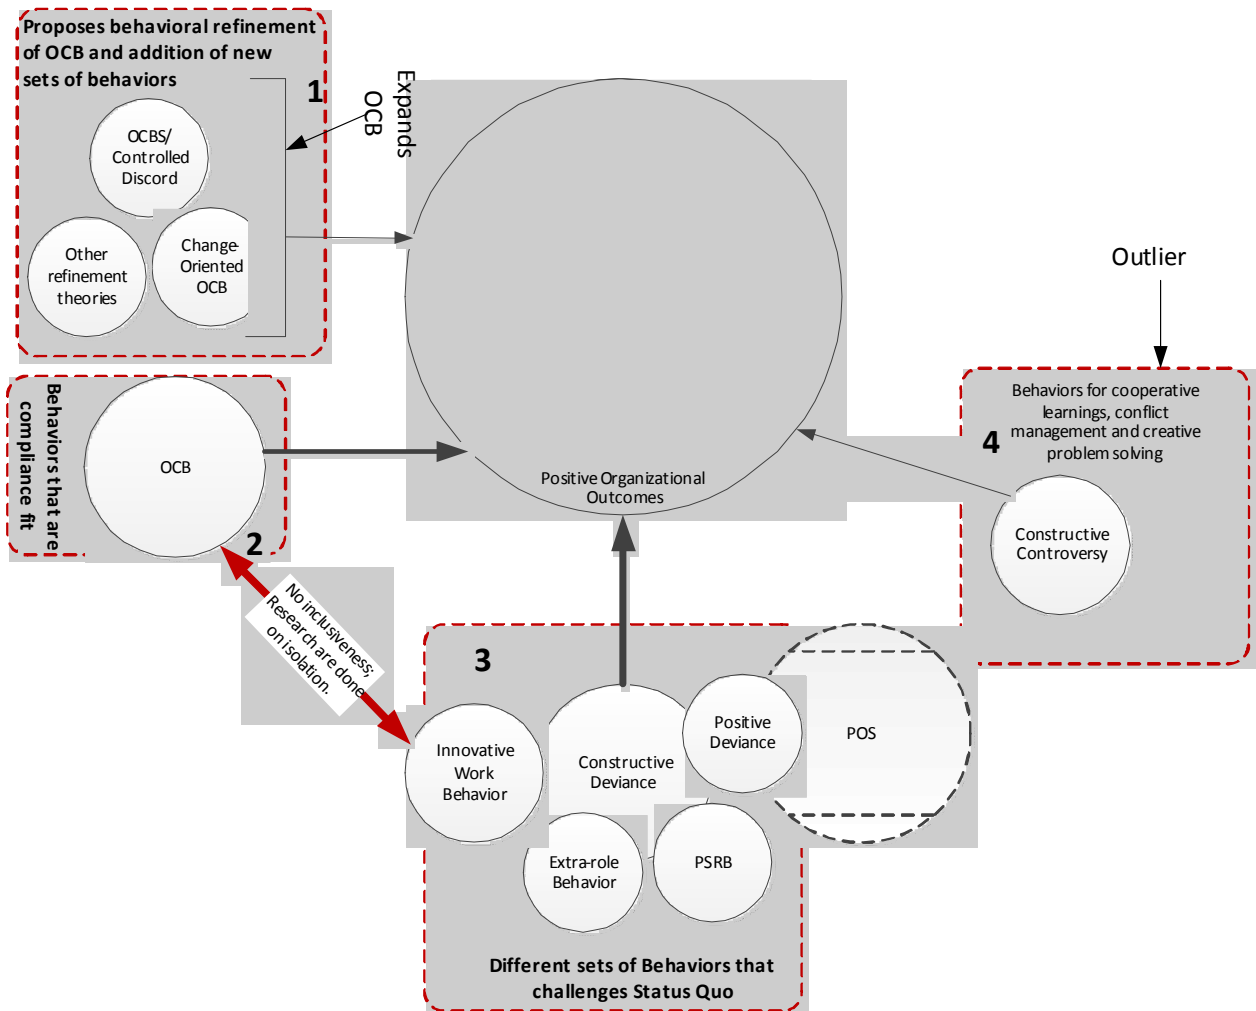 Proposes behavioral refinement
of OCB and addition of new
sets of behaviors
1
Expands
OCB
OCBS/
Controlled
Discord
Other
refinement
theories
Change-
Oriented
OCB
Outlier
Behaviors that are
compliance fit
OCB
2
Positive Organizational
Outcomes
Behaviors for cooperative
learnings, conflict
management and creative
problem solving
4
Constructive
Controversy
No inclusiveness;
Research are done
on isolation.
3
Innovative
Work
Behavior
Constructive
Deviance
Positive
Deviance
POS
Extra-role
Behavior
PSRB
Different sets of Behaviors that
challenges Status Quo